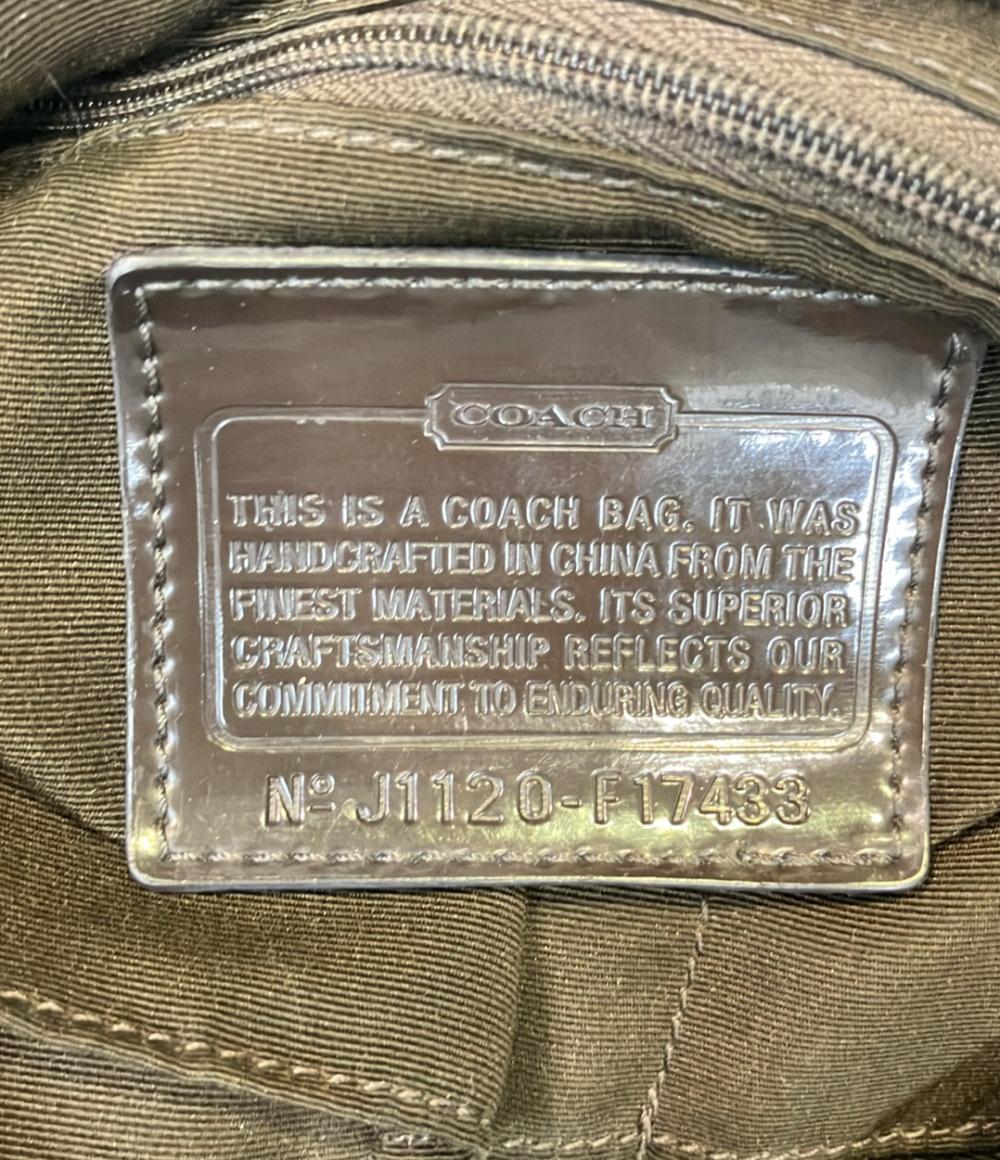 COACH
THIS IS A COACH BAG. IT WAS
HANDCRAFTED IN CHINA FROM THE
FINEST MATERIALS. ITS SUPERIOR
CRAFTSMANSHIP REFLECTS OUR
COMMITMENT TO ENDURING QUALITY.
Nº J1120-F17433